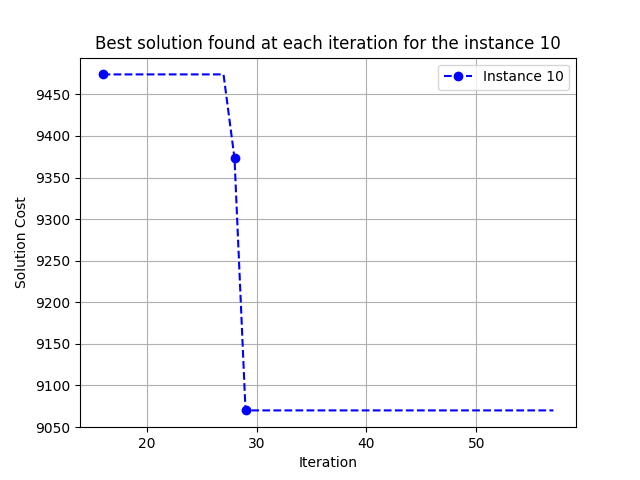 Best solution found at each iteration for the instance 10
Instance 10
9450
9400
9350
9300
9250
9200
9150
9100
9050
Solution Cost
20 30 40 50
Iteration